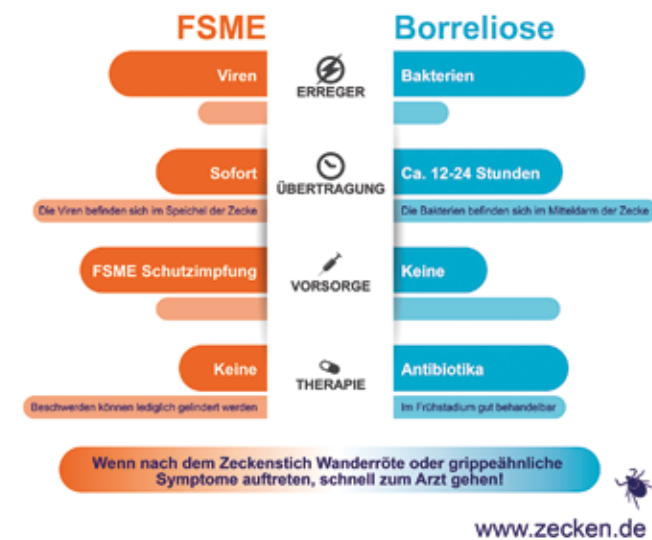 FSME Borreliose
Viren ERREGER Bakterien
Sofort ÜBERTRAGUNG Ca. 12-24 Stunden
Die Viren befinden sich im Speichel der Zecke Die Bakterien befinden sich im Mitteldarm der Zecke
FSME Schutzimpfung VORSORGE Keine
Keine THERAPIE Antibiotika
Beschwerden können lediglich gelindert werden Im Frühstadium gut behandelbar
Wenn nach dem Zeckenstich Wanderröte oder grippeähnliche
Symptome auftreten, schnell zum Arzt gehen!
www.zecken.de